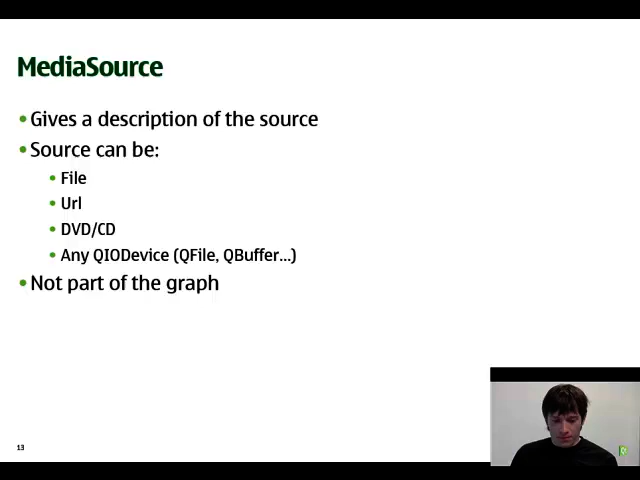 MediaSource
• Gives a description of the source
• Source can be:
• File
• Url
• DVD/CD
• Any QIODevice (QFile, QBuffer...)
• Not part of the graph
13